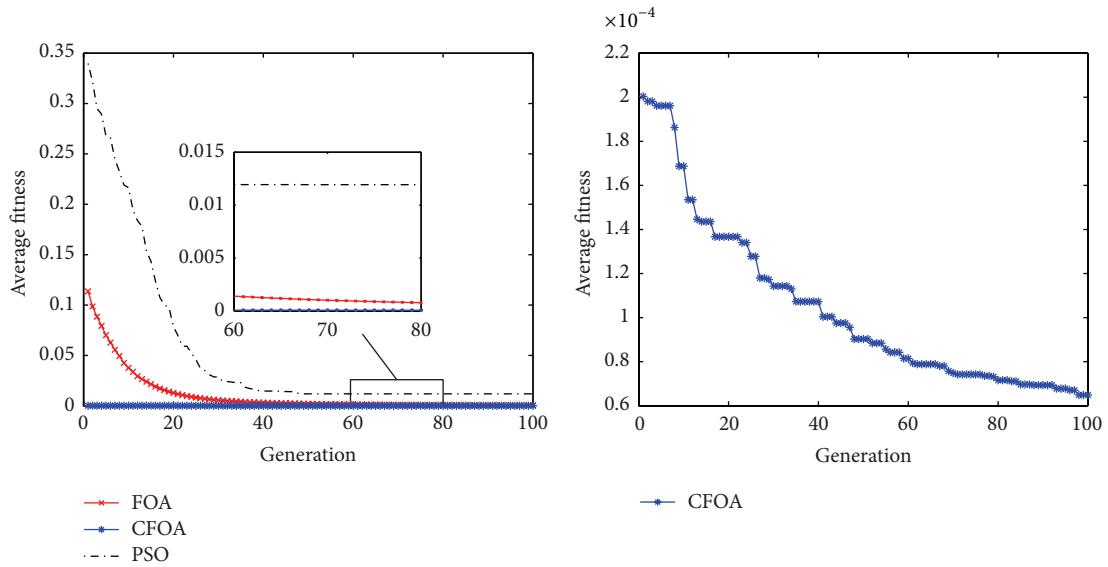 0.35
0.3
0.25
0.2
0.15
0.1
0.05
0
Average fitness
0 20 40 60 80 100
Generation
0.015
0.01
0.005
0
60 70 80
FOA
CFOA
PSO
×10−4
2.2
2
1.8
1.6
1.4
1.2
1
0.8
0.6
Average fitness
0 20 40 60 80 100
Generation
CFOA